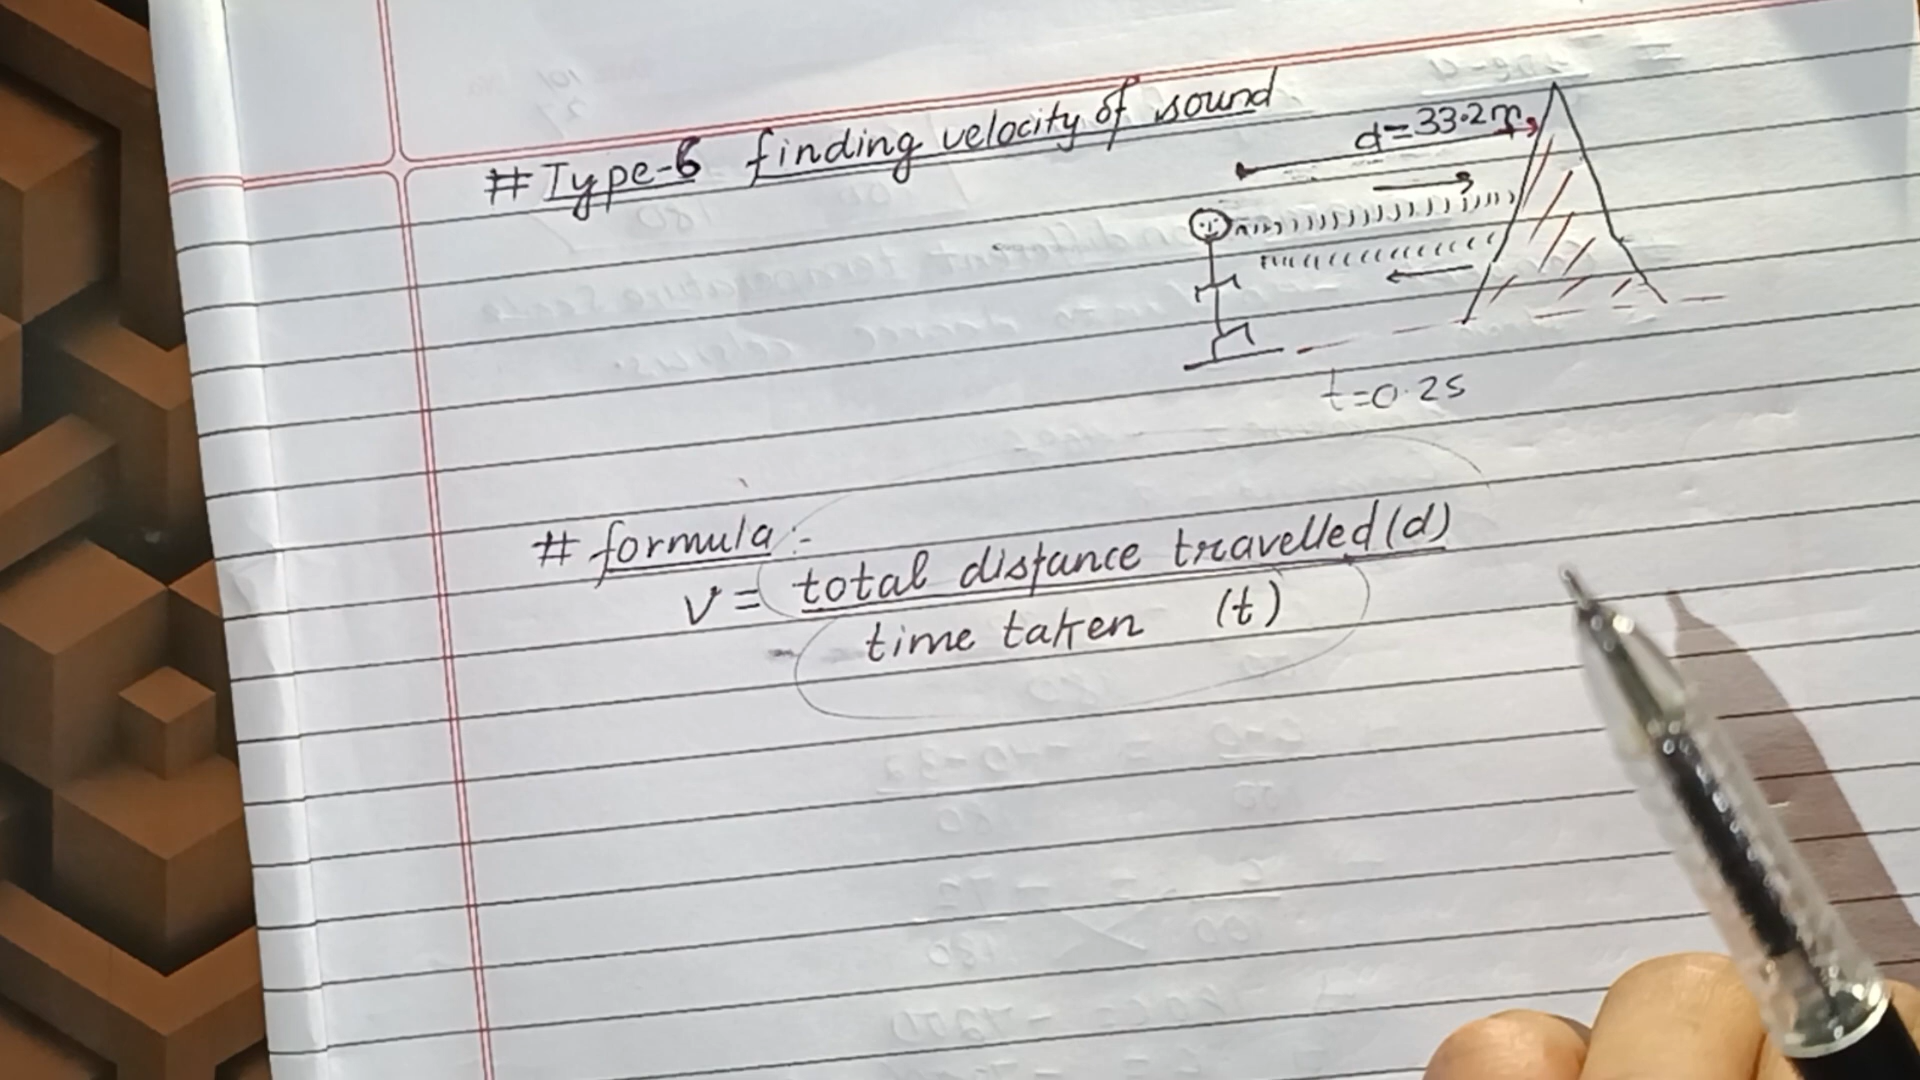 # Type-6 finding velocity of sound
d=33.2m
t=0.2s
# formula:-
v = total distance travelled (d)
time taken (t)